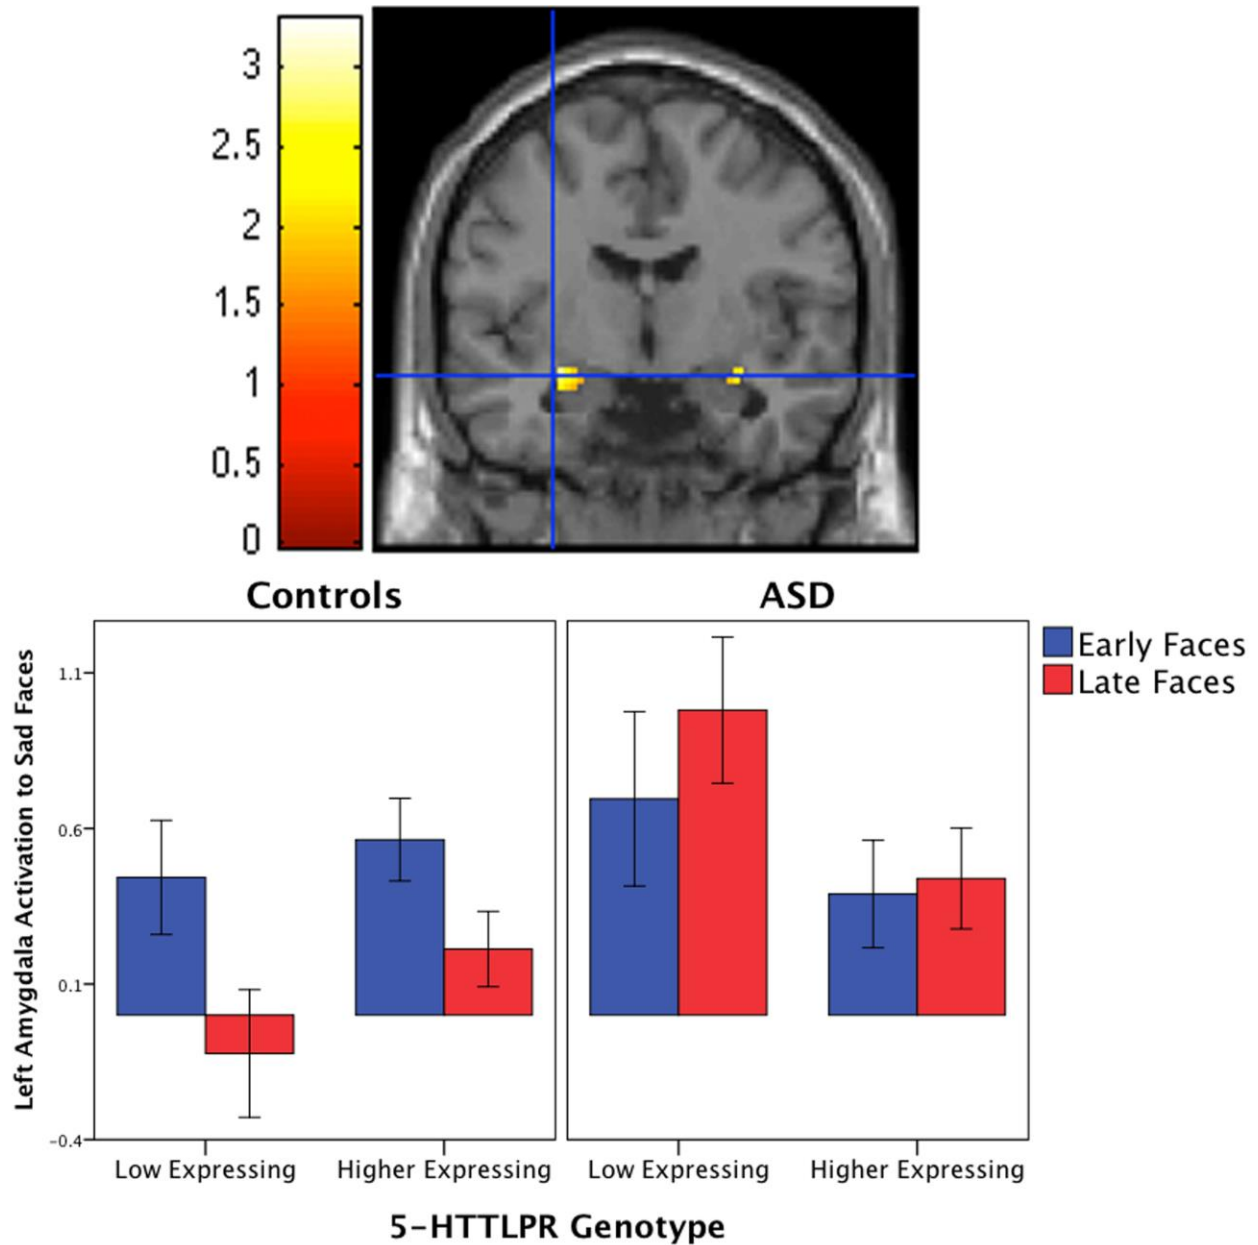 3
2.5
2
1.5
1
0.5
0
Controls
ASD
Early Faces
Late Faces
Left Amygdala Activation to Sad Faces
1.1
0.6
0.1
-0.4
Low Expressing
Higher Expressing
Low Expressing
Higher Expressing
5-HTTLPR Genotype